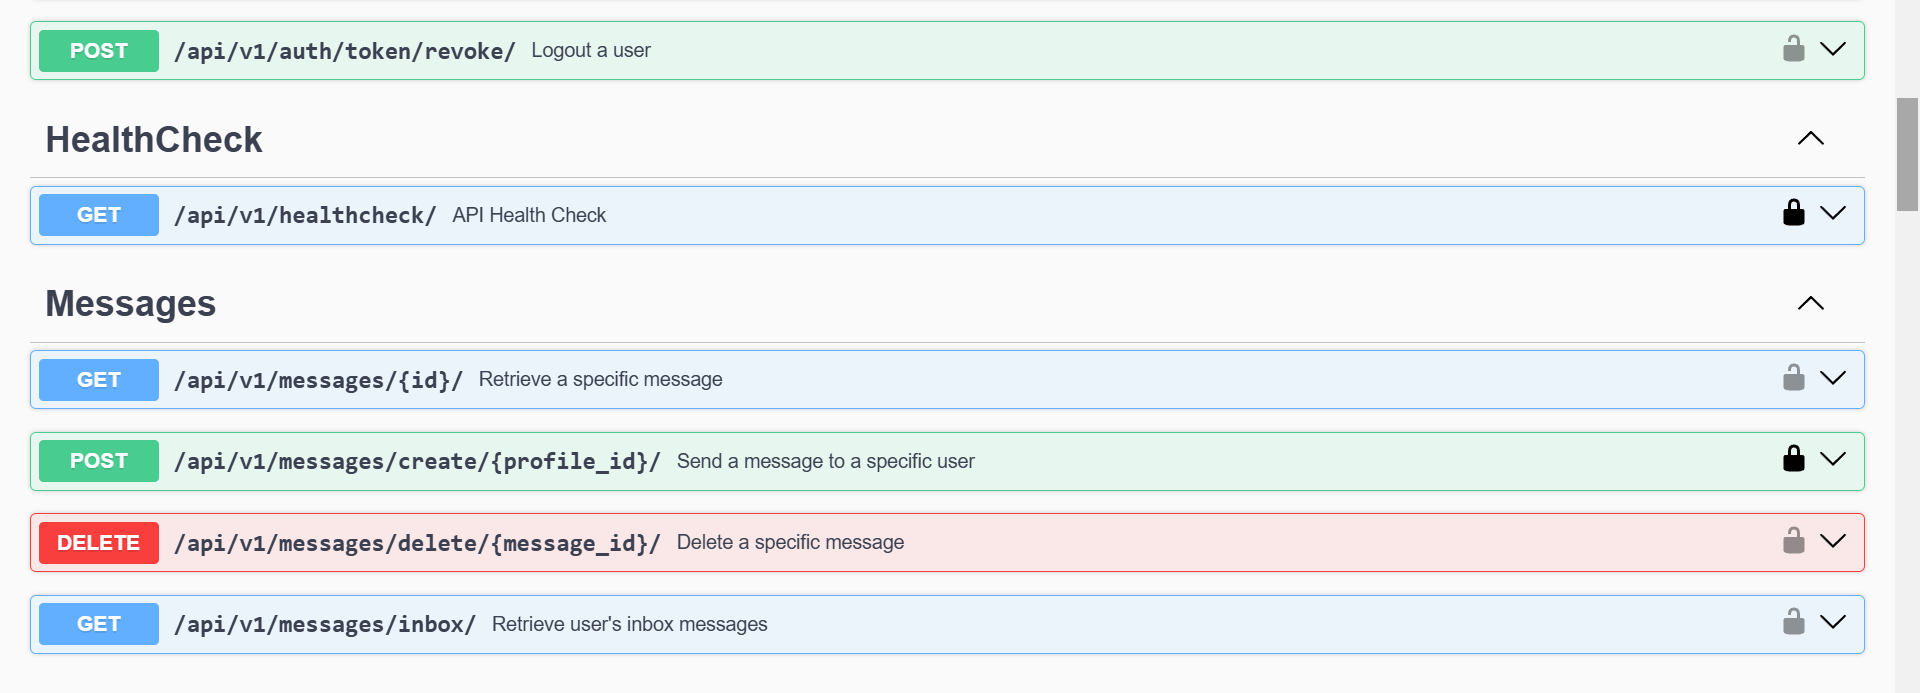 POST /api/v1/auth/token/revoke/ Logout a user
HealthCheck
GET /api/v1/healthcheck/ API Health Check
Messages
GET /api/v1/messages/{id}/ Retrieve a specific message
POST /api/v1/messages/create/{profile_id}/ Send a message to a specific user
DELETE /api/v1/messages/delete/{message_id}/ Delete a specific message
GET /api/v1/messages/inbox/ Retrieve user's inbox messages